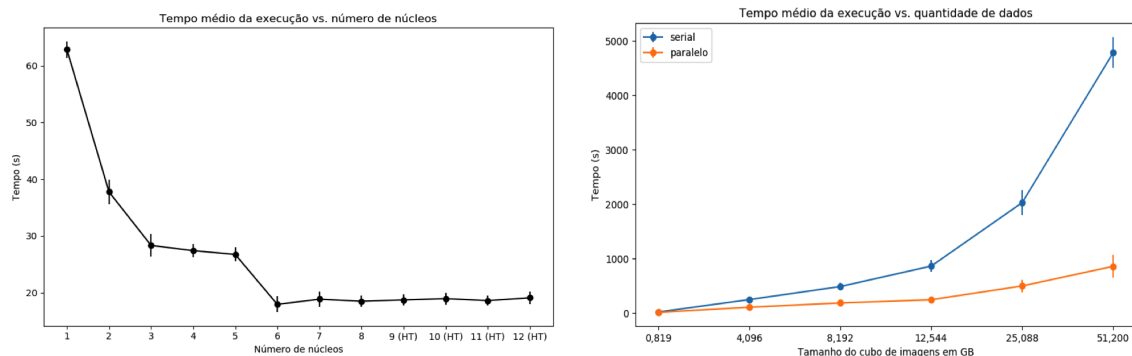 Tempo médio da execução vs. número de núcleos
Tempo (s)
60
50
40
30
20
1 2 3 4 5 6 7 8 9 (HT) 10 (HT) 11 (HT) 12 (HT)
Número de núcleos
Tempo médio da execução vs. quantidade de dados
serial
paralelo
Tempo (s)
5000
4000
3000
2000
1000
0
0,819 4,096 8,192 12,544 25,088 51,200
Tamanho do cubo de imagens em GB